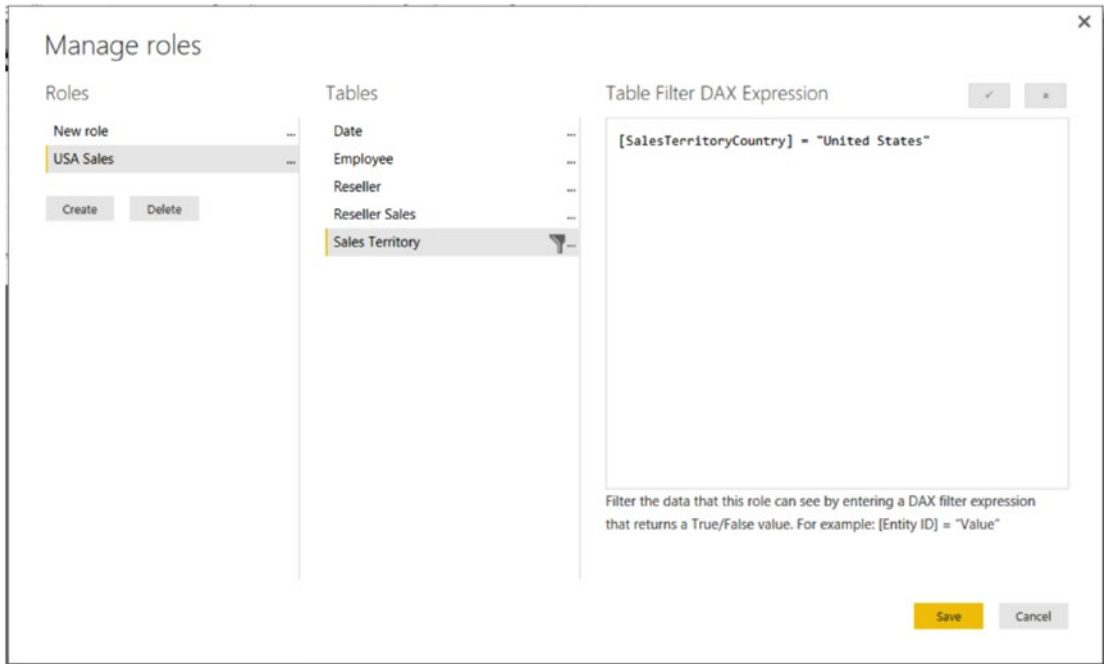 Manage roles
Roles
New role ...
USA Sales ...
Create Delete
Tables
Date ...
Employee ...
Reseller ...
Reseller Sales ...
Sales Territory ...
Table Filter DAX Expression
[SalesTerritoryCountry] = "United States"
Filter the data that this role can see by entering a DAX filter expression
that returns a True/False value. For example: [Entity ID] = "Value"
Save Cancel